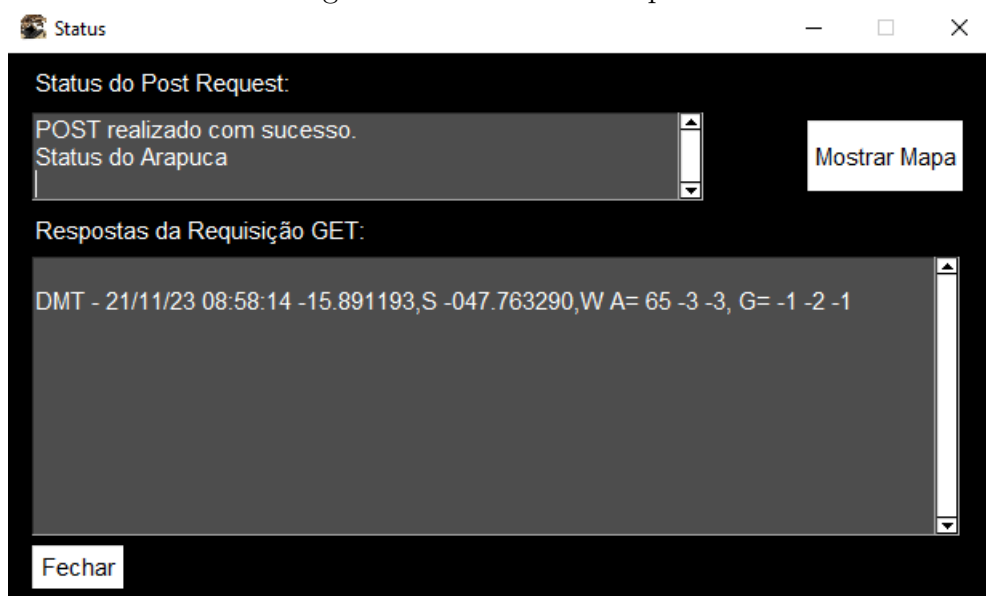 Status
Status do Post Request:
POST realizado com sucesso.
Status do Arapuca
Mostrar Mapa
Respostas da Requisição GET:
DMT - 21/11/23 08:58:14 -15.891193,S -047.763290,W A= 65 -3 -3, G= -1 -2 -1
Fechar